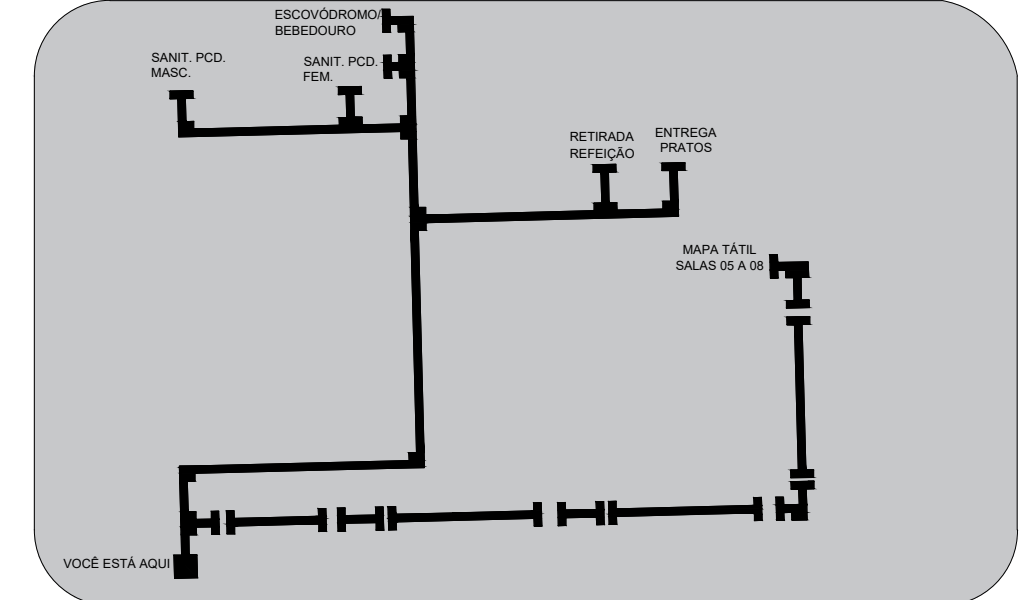 ESCOVÓDROMO/
BEBEDOURO
SANIT. PCD.
MASC.
SANIT. PCD.
FEM.
RETIRADA
REFEIÇÃO
ENTREGA
PRATOS
MAPA TÁTIL
SALAS 05 A 08
VOCÊ ESTÁ AQUI